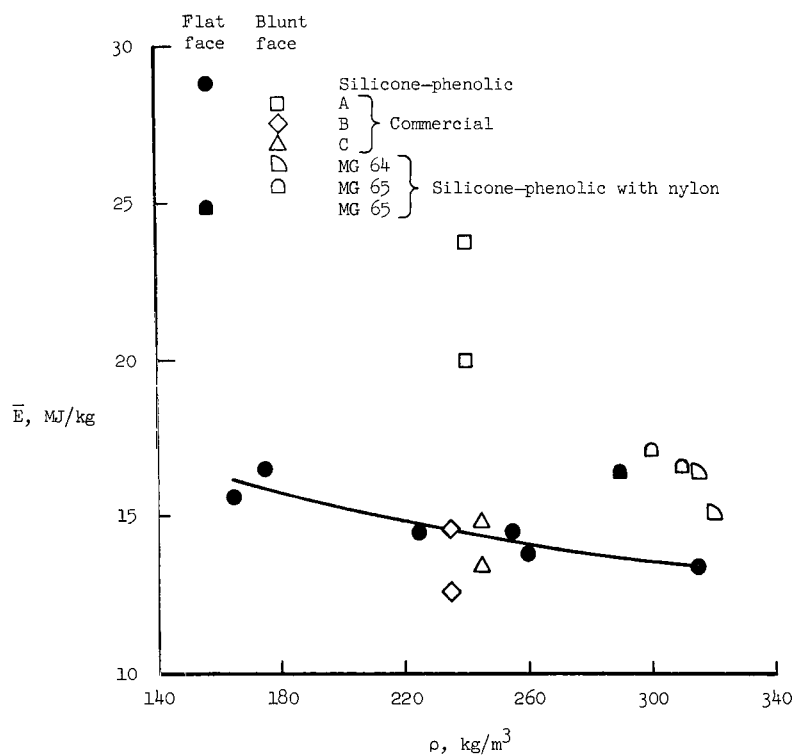 Flat Blunt
face face
Silicone-phenolic
A
B Commercial
C
MG 64
MG 65 Silicone-phenolic with nylon
MG 65
30
25
20
15
10
E̅, MJ/kg
140 180 220 260 300 340
ρ, kg/m³